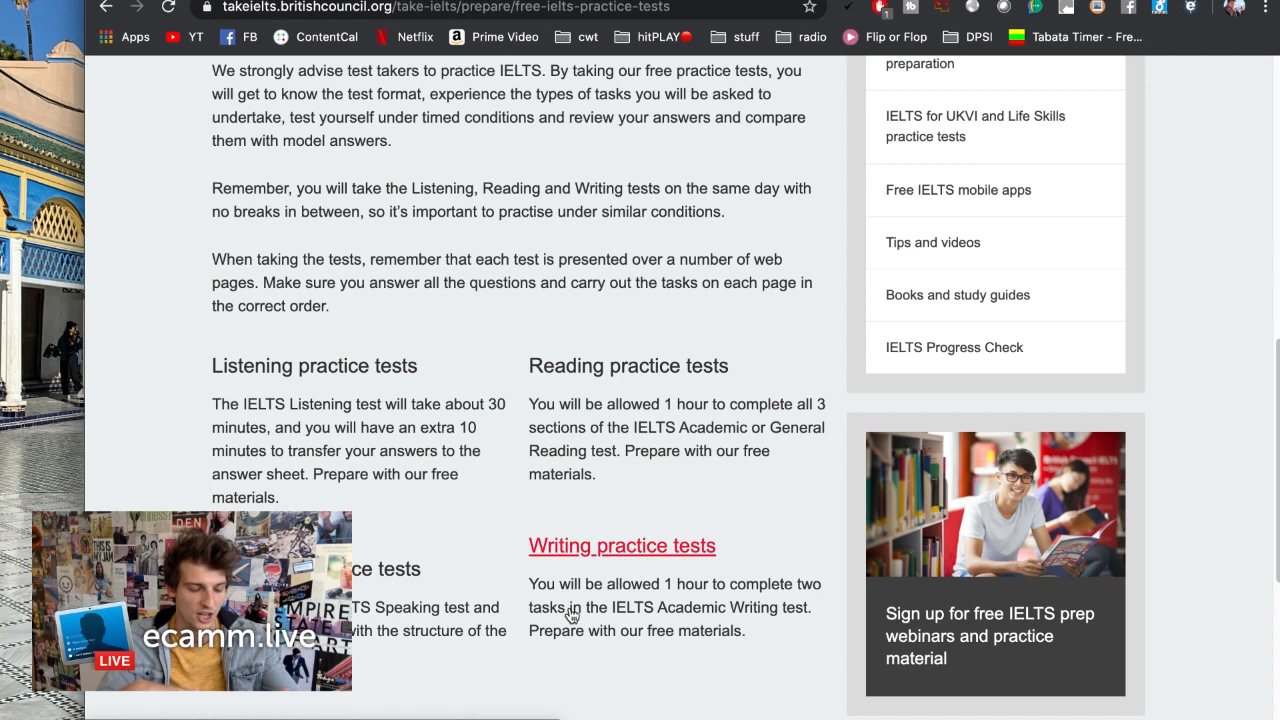 takeielts.britishcouncil.org/take-ielts/prepare/free-ielts-practice-tests
1
Apps
YT
FB
ContentCal
Netflix
Prime Video
cwt
hitPLAY
stuff
radio
Flip or Flop
DPSI
Tabata Timer - Fre...
We strongly advise test takers to practice IELTS. By taking our free practice tests, you
will get to know the test format, experience the types of tasks you will be asked to
undertake, test yourself under timed conditions and review your answers and compare
them with model answers.
Remember, you will take the Listening, Reading and Writing tests on the same day with
no breaks in between, so it's important to practise under similar conditions.
When taking the tests, remember that each test is presented over a number of web
pages. Make sure you answer all the questions and carry out the tasks on each page in
the correct order.
Listening practice tests
The IELTS Listening test will take about 30
minutes, and you will have an extra 10
minutes to transfer your answers to the
answer sheet. Prepare with our free
materials.
Reading practice tests
You will be allowed 1 hour to complete all 3
sections of the IELTS Academic or General
Reading test. Prepare with our free
materials.
ce tests
TS Speaking test and
with the structure of the
Writing practice tests
You will be allowed 1 hour to complete two
tasks in the IELTS Academic Writing test.
Prepare with our free materials.
preparation
IELTS for UKVI and Life Skills
practice tests
Free IELTS mobile apps
Tips and videos
Books and study guides
IELTS Progress Check
Sign up for free IELTS prep
webinars and practice
material
DEN
THIS IS
MY JAM
EMPIRE
ecamm.live
LIVE